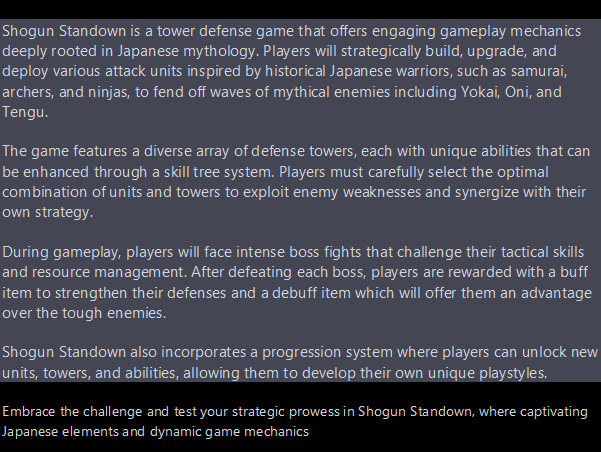 Shogun Standown is a tower defense game that offers engaging gameplay mechanics
deeply rooted in Japanese mythology. Players will strategically build, upgrade, and
deploy various attack units inspired by historical Japanese warriors, such as samurai,
archers, and ninjas, to fend off waves of mythical enemies including Yokai, Oni, and
Tengu.
The game features a diverse array of defense towers, each with unique abilities that can
be enhanced through a skill tree system. Players must carefully select the optimal
combination of units and towers to exploit enemy weaknesses and synergize with their
own strategy.
During gameplay, players will face intense boss fights that challenge their tactical skills
and resource management. After defeating each boss, players are rewarded with a buff
item to strengthen their defenses and a debuff item which will offer them an advantage
over the tough enemies.
Shogun Standown also incorporates a progression system where players can unlock new
units, towers, and abilities, allowing them to develop their own unique playstyles.
Embrace the challenge and test your strategic prowess in Shogun Standown, where captivating
Japanese elements and dynamic game mechanics